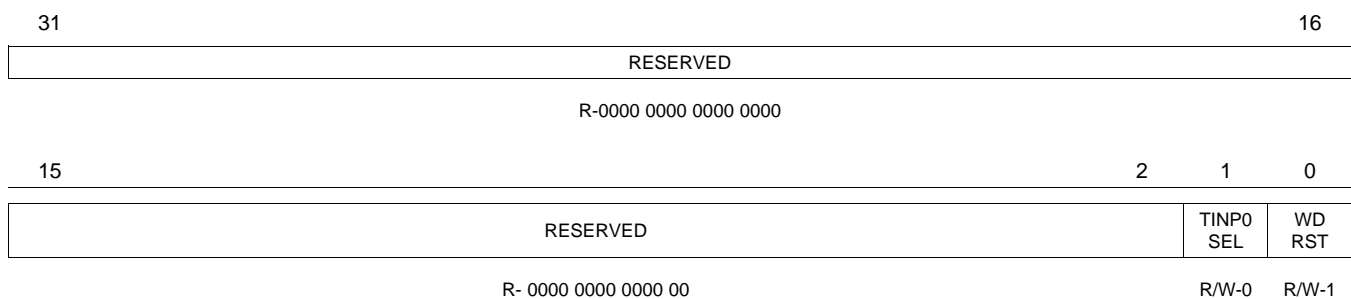 31 16
RESERVED
R-0000 0000 0000 0000
15 2 1 0
RESERVED TINP0 SEL WD RST
R- 0000 0000 0000 00 R/W-0 R/W-1